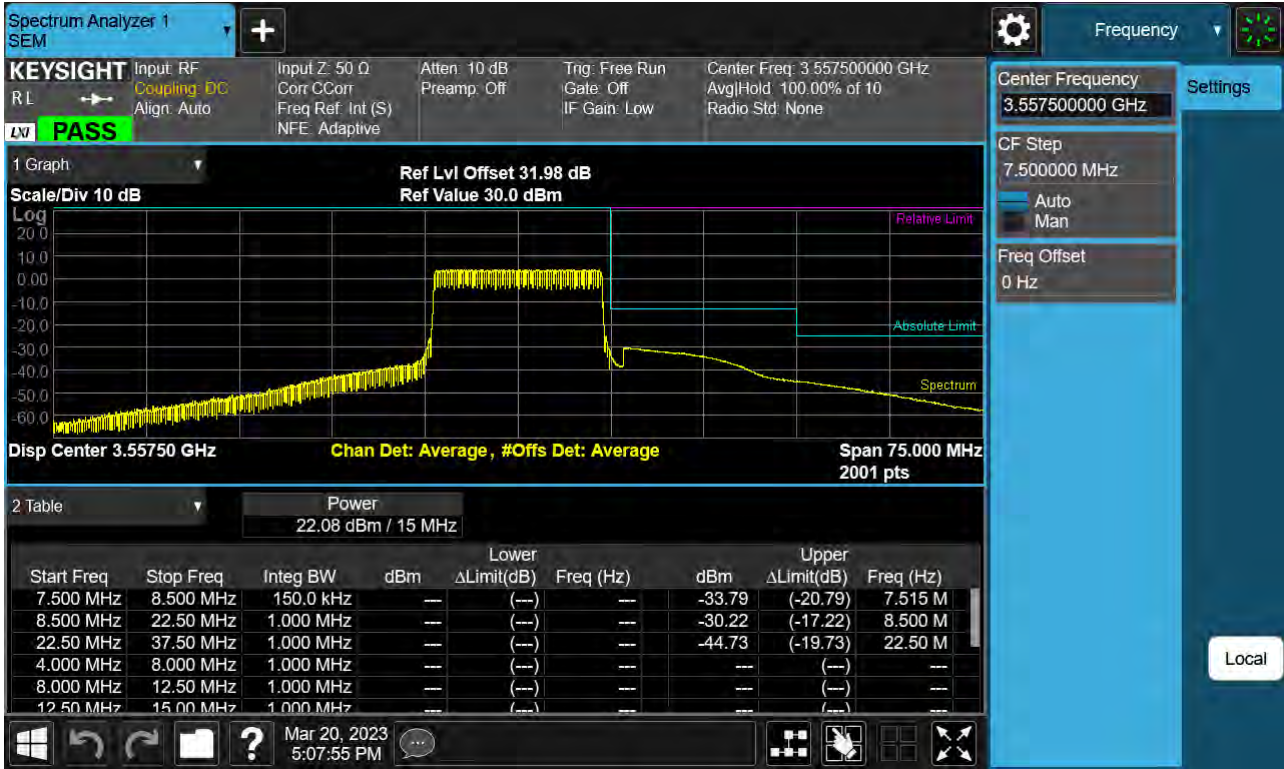 Spectrum Analyzer 1
SEM
Frequency
KEYSIGHT
RL
LXI PASS
Input: RF
Coupling: DC
Align: Auto
Input Z: 50 Ω
Corr CCorr
Freq Ref: Int (S)
NFE: Adaptive
Atten: 10 dB
Preamp: Off
Trig: Free Run
Gate: Off
IF Gain: Low
Center Freq: 3.557500000 GHz
Avg|Hold: 100.00% of 10
Radio Std: None
Center Frequency
3.557500000 GHz
Settings
CF Step
7.500000 MHz
Auto
Man
Freq Offset
0 Hz
Local
1 Graph
Ref Lvl Offset 31.98 dB
Scale/Div 10 dB
Ref Value 30.0 dBm
Log
Relative Limit
20.0
10.0
0.00
-10.0
-20.0
Absolute Limit
-30.0
-40.0
-50.0
Spectrum
-60.0
Disp Center 3.55750 GHz
Chan Det: Average, #Offs Det: Average
Span 75.000 MHz
2001 pts
2 Table
Power
22.08 dBm / 15 MHz
Lower Upper
Start Freq Stop Freq Integ BW dBm ΔLimit(dB) Freq (Hz) dBm ΔLimit(dB) Freq (Hz)
7.500 MHz 8.500 MHz 150.0 kHz --- (---) --- -33.79 (-20.79) 7.515 M
8.500 MHz 22.50 MHz 1.000 MHz --- (---) --- -30.22 (-17.22) 8.500 M
22.50 MHz 37.50 MHz 1.000 MHz --- (---) --- -44.73 (-19.73) 22.50 M
4.000 MHz 8.000 MHz 1.000 MHz --- (---) --- --- (---) ---
8.000 MHz 12.50 MHz 1.000 MHz --- (---) --- --- (---) ---
12.50 MHz 15.00 MHz 1.000 MHz --- (---) --- --- (---) ---
Mar 20, 2023
5:07:55 PM